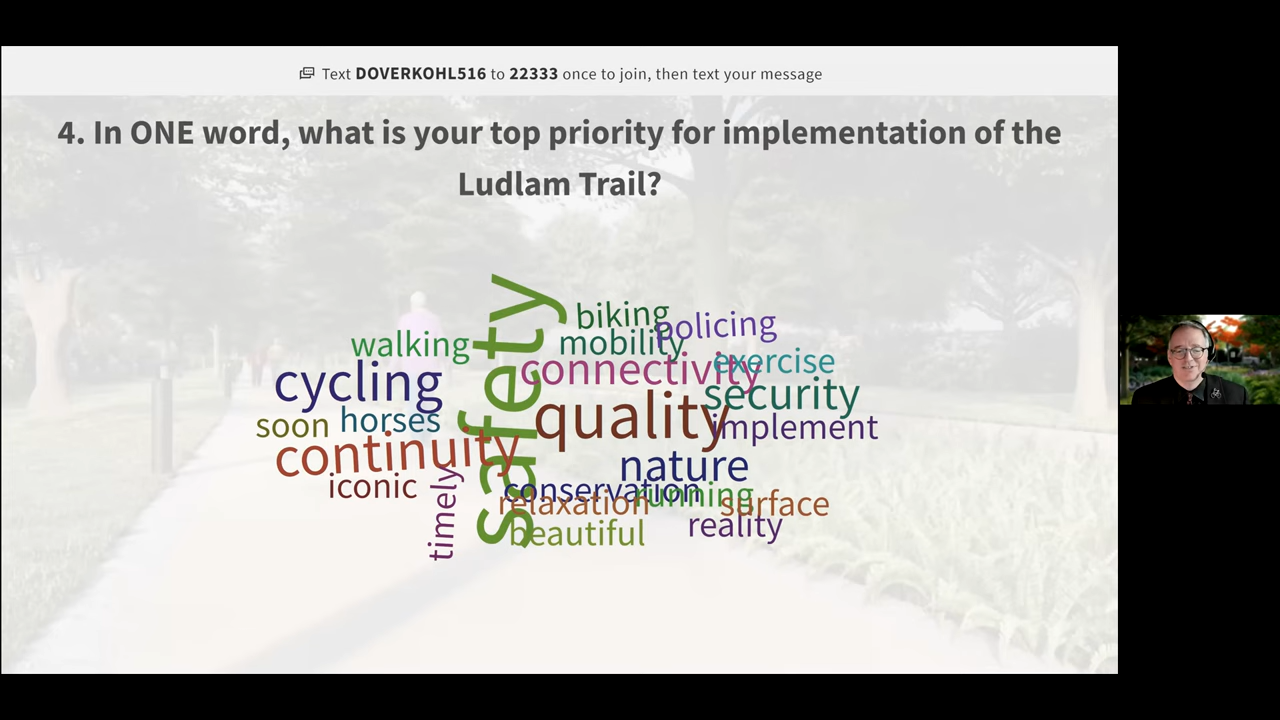 Text DOVERKOHL516 to 22333 once to join, then text your message
4. In ONE word, what is your top priority for implementation of the
Ludlam Trail?
safety
biking
policing
walking
mobility
connectivity
exercise
cycling
security
quality
soon
horses
implement
continuity
nature
iconic
timely
conservation
running
relaxation
surface
beautiful
reality